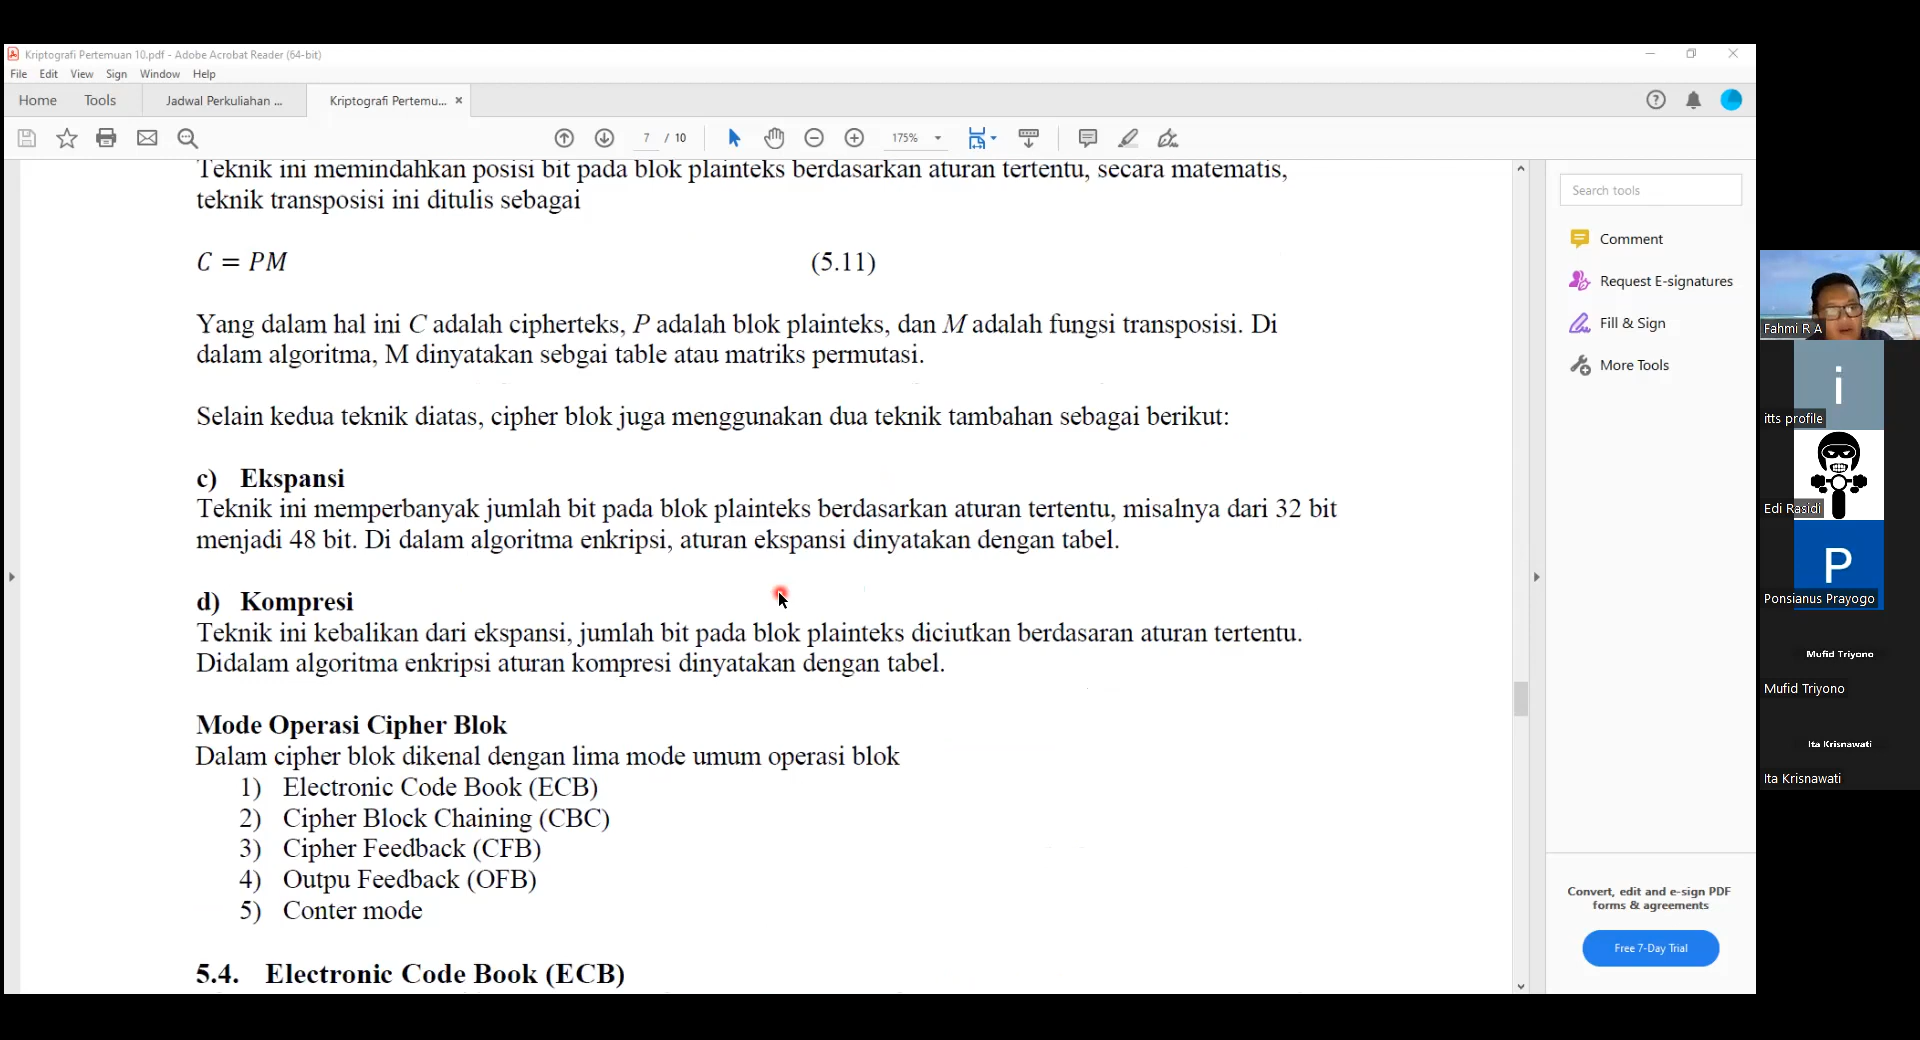 Kriptografi Pertemuan 10.pdf - Adobe Acrobat Reader (64-bit)
File Edit View Sign Window Help
Home Tools Jadwal Perkuliahan ... Kriptografi Pertemu... ×
7 / 10 175%
Teknik ini memindahkan posisi bit pada blok plainteks berdasarkan aturan tertentu, secara matematis,
teknik transposisi ini ditulis sebagai
C = PM (5.11)
Yang dalam hal ini C adalah cipherteks, P adalah blok plainteks, dan M adalah fungsi transposisi. Di
dalam algoritma, M dinyatakan sebgai table atau matriks permutasi.
Selain kedua teknik diatas, cipher blok juga menggunakan dua teknik tambahan sebagai berikut:
c) Ekspansi
Teknik ini memperbanyak jumlah bit pada blok plainteks berdasarkan aturan tertentu, misalnya dari 32 bit
menjadi 48 bit. Di dalam algoritma enkripsi, aturan ekspansi dinyatakan dengan tabel.
d) Kompresi
Teknik ini kebalikan dari ekspansi, jumlah bit pada blok plainteks diciutkan berdasaran aturan tertentu.
Didalam algoritma enkripsi aturan kompresi dinyatakan dengan tabel.
Mode Operasi Cipher Blok
Dalam cipher blok dikenal dengan lima mode umum operasi blok
1) Electronic Code Book (ECB)
2) Cipher Block Chaining (CBC)
3) Cipher Feedback (CFB)
4) Outpu Feedback (OFB)
5) Conter mode
5.4. Electronic Code Book (ECB)
Search tools
Comment
Request E-signatures
Fill & Sign
More Tools
Convert, edit and e-sign PDF
forms & agreements
Free 7-Day Trial
Fahmi R A
i
itts profile
Edi Rasidi
P
Ponsianus Prayogo
Mufid Triyono
Mufid Triyono
Ita Krisnawati
Ita Krisnawati